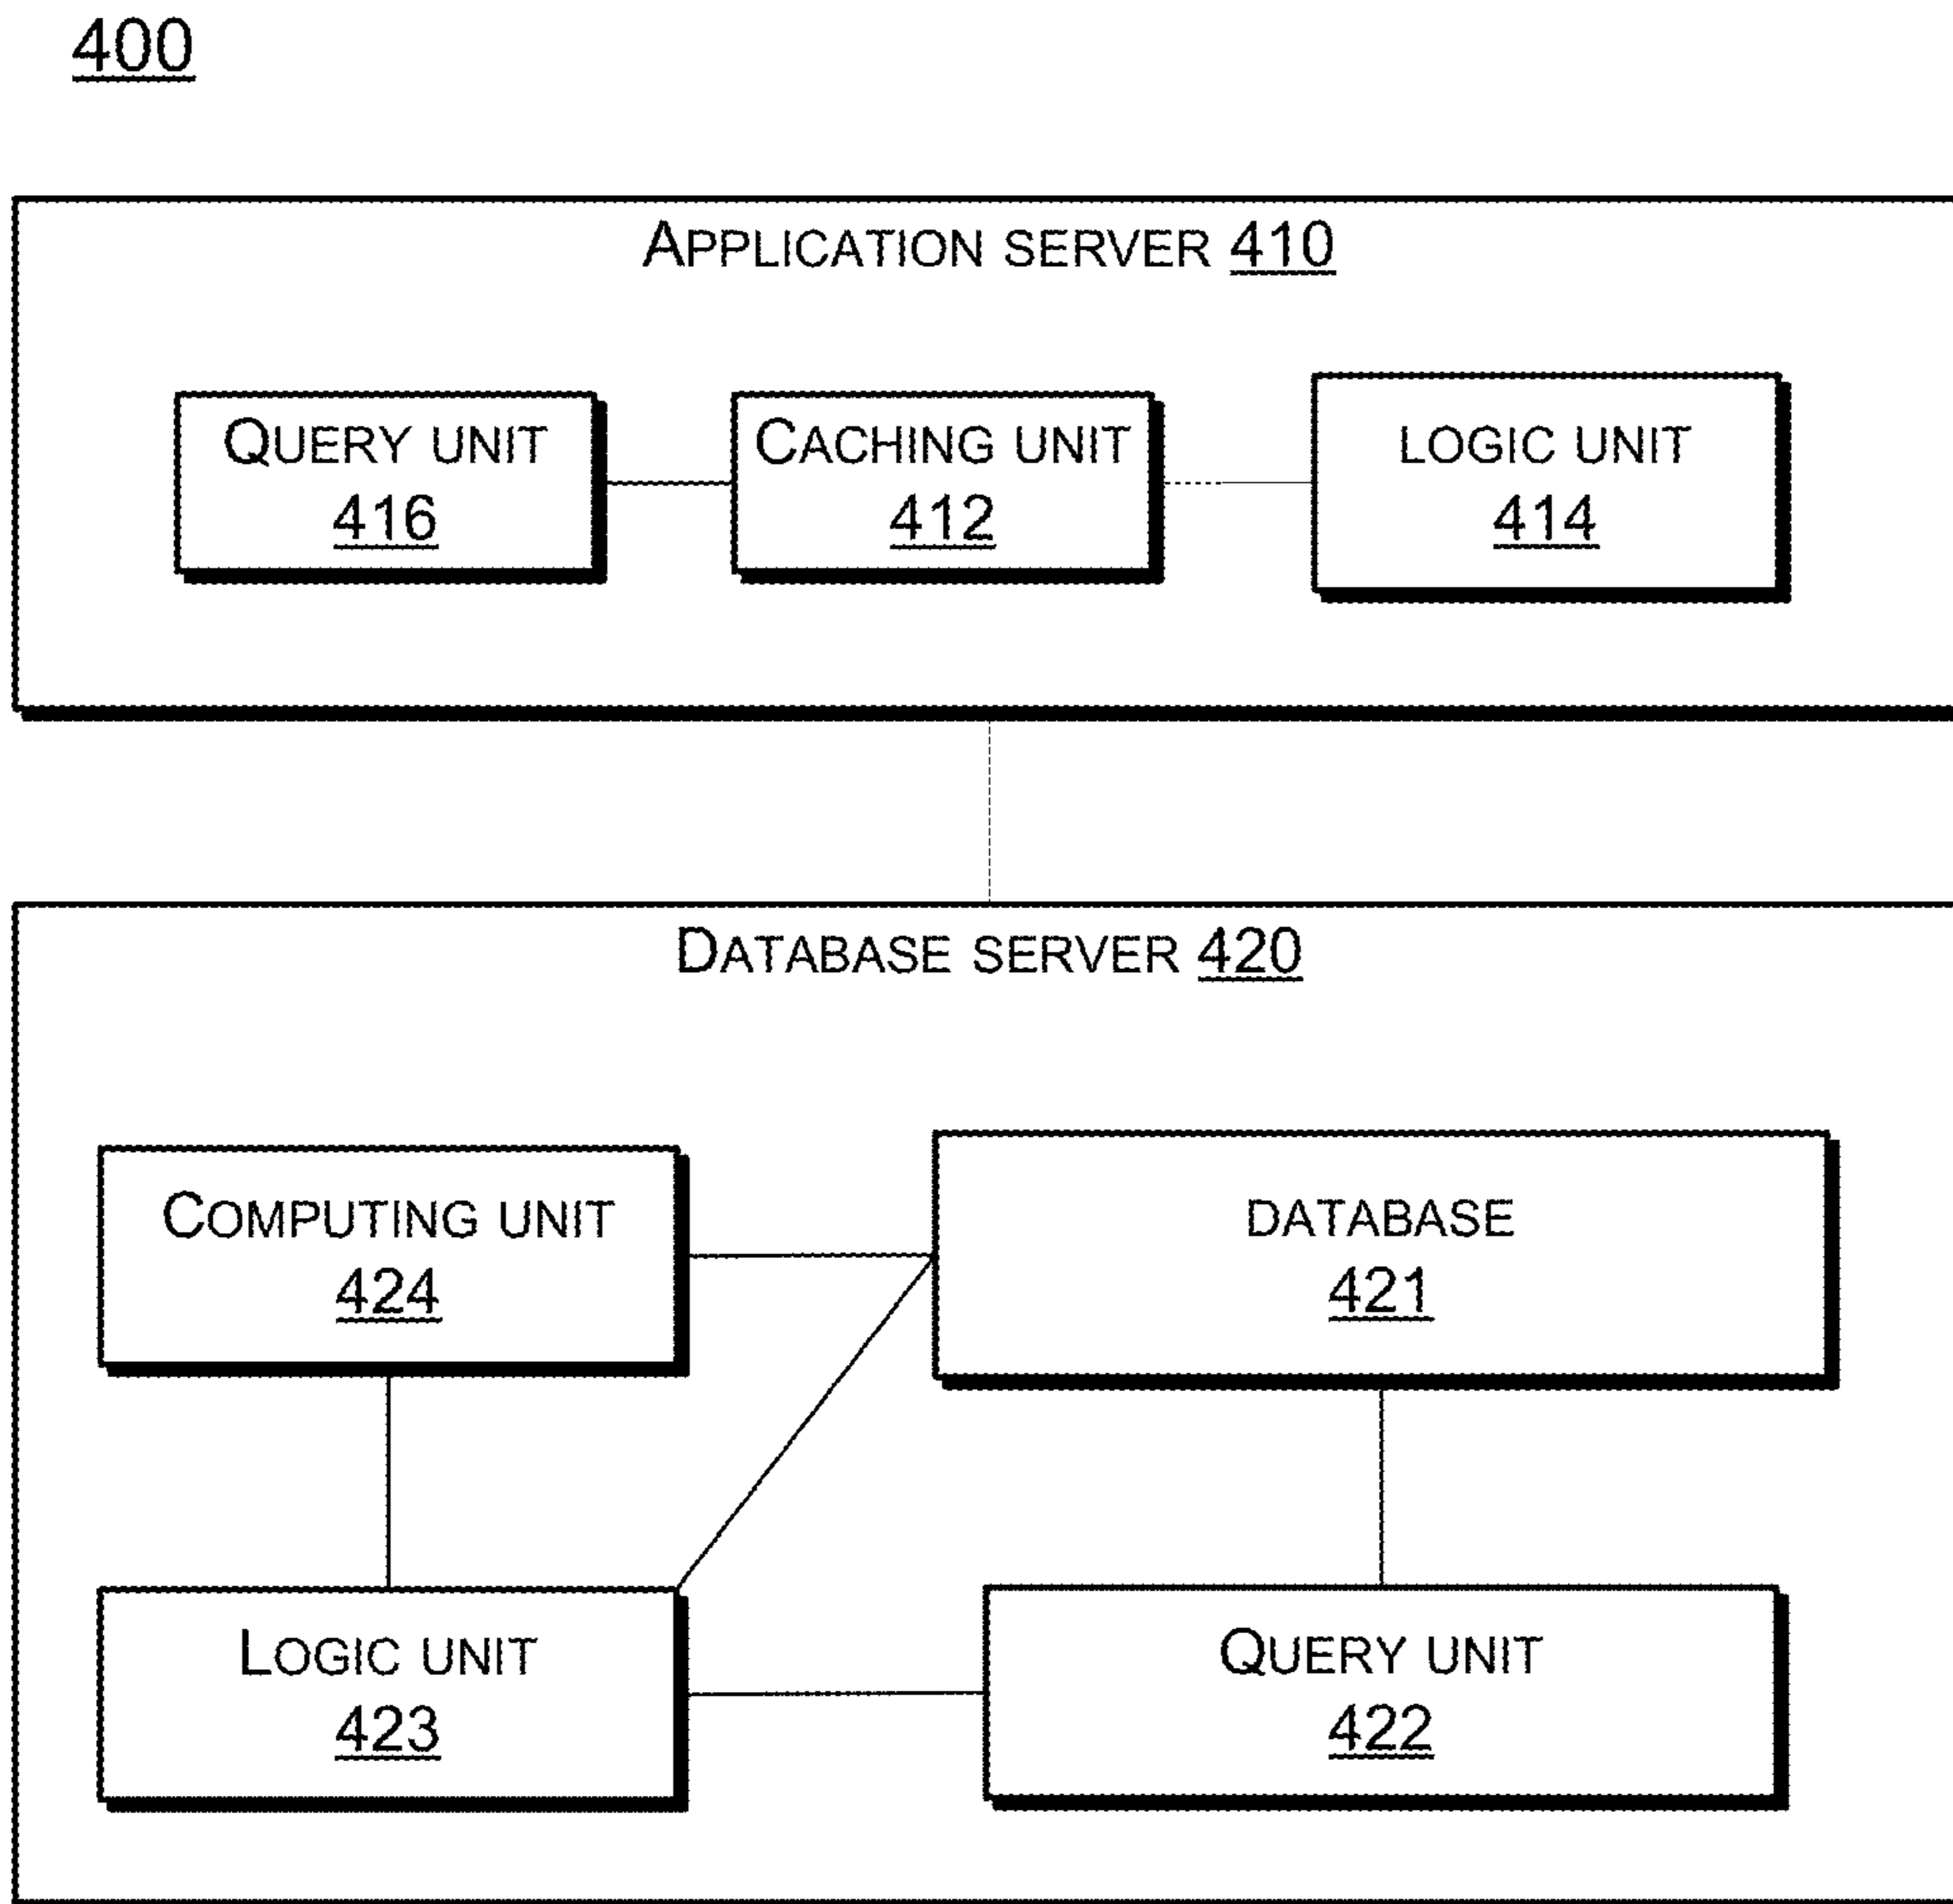 400
APPLICATION SERVER 410
QUERY UNIT
416
CACHING UNIT
412
LOGIC UNIT
414
DATABASE SERVER 420
COMPUTING UNIT
424
DATABASE
421
LOGIC UNIT
423
QUERY UNIT
422